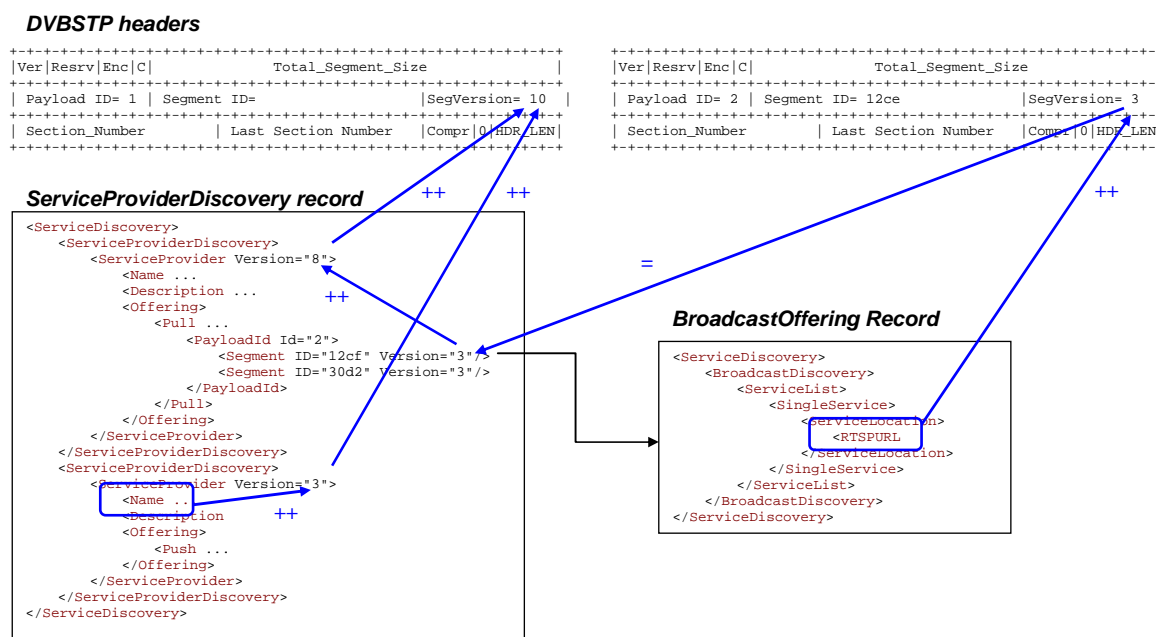 DVBSTP headers
+-+-+-+-+-+-+-+-+-+-+-+-+-+-+-+-+-+-+-+-+-+-+-+-+-+-+-+-+-+-+-+-+
|Ver|Resrv|Enc|C| Total_Segment_Size |
+-+-+-+-+-+-+-+-+-+-+-+-+-+-+-+-+-+-+-+-+-+-+-+-+-+-+-+-+-+-+-+-+
| Payload ID= 1 | Segment ID= |SegVersion= 10 |
+-+-+-+-+-+-+-+-+-+-+-+-+-+-+-+-+-+-+-+-+-+-+-+-+-+-+-+-+-+-+-+-+
| Section_Number | Last Section Number |Compr|0|HDR_LEN|
+-+-+-+-+-+-+-+-+-+-+-+-+-+-+-+-+-+-+-+-+-+-+-+-+-+-+-+-+-+-+-+-+
+-+-+-+-+-+-+-+-+-+-+-+-+-+-+-+-+-+-+-+-+-+-+-+-+-+-+-+-+-+-+-+-
|Ver|Resrv|Enc|C| Total_Segment_Size
+-+-+-+-+-+-+-+-+-+-+-+-+-+-+-+-+-+-+-+-+-+-+-+-+-+-+-+-+-+-+-+-
| Payload ID= 2 | Segment ID= 12ce |SegVersion= 3
+-+-+-+-+-+-+-+-+-+-+-+-+-+-+-+-+-+-+-+-+-+-+-+-+-+-+-+-+-+-+-+-
| Section_Number | Last Section Number |Compr|0|HDR_LEN
+-+-+-+-+-+-+-+-+-+-+-+-+-+-+-+-+-+-+-+-+-+-+-+-+-+-+-+-+-+-+-+-
++ ++
++
ServiceProviderDiscovery record
<ServiceDiscovery>
<ServiceProviderDiscovery>
<ServiceProvider Version="8">
<Name ...
<Description ...
<Offering>
<Pull ...
<PayloadId Id="2">
<Segment ID="12cf" Version="3"/>
<Segment ID="30d2" Version="3"/>
</PayloadId>
</Pull>
</Offering>
</ServiceProvider>
</ServiceProviderDiscovery>
<ServiceProviderDiscovery>
<ServiceProvider Version="3">
<Name ..
<Description
<Offering>
<Push ...
</Offering>
</ServiceProvider>
</ServiceProviderDiscovery>
</ServiceDiscovery>
++
++
=
BroadcastOffering Record
<ServiceDiscovery>
<BroadcastDiscovery>
<ServiceList>
<SingleService>
<ServiceLocation>
<RTSPURL
</ServiceLocation>
</SingleService>
</ServiceList>
</BroadcastDiscovery>
</ServiceDiscovery>